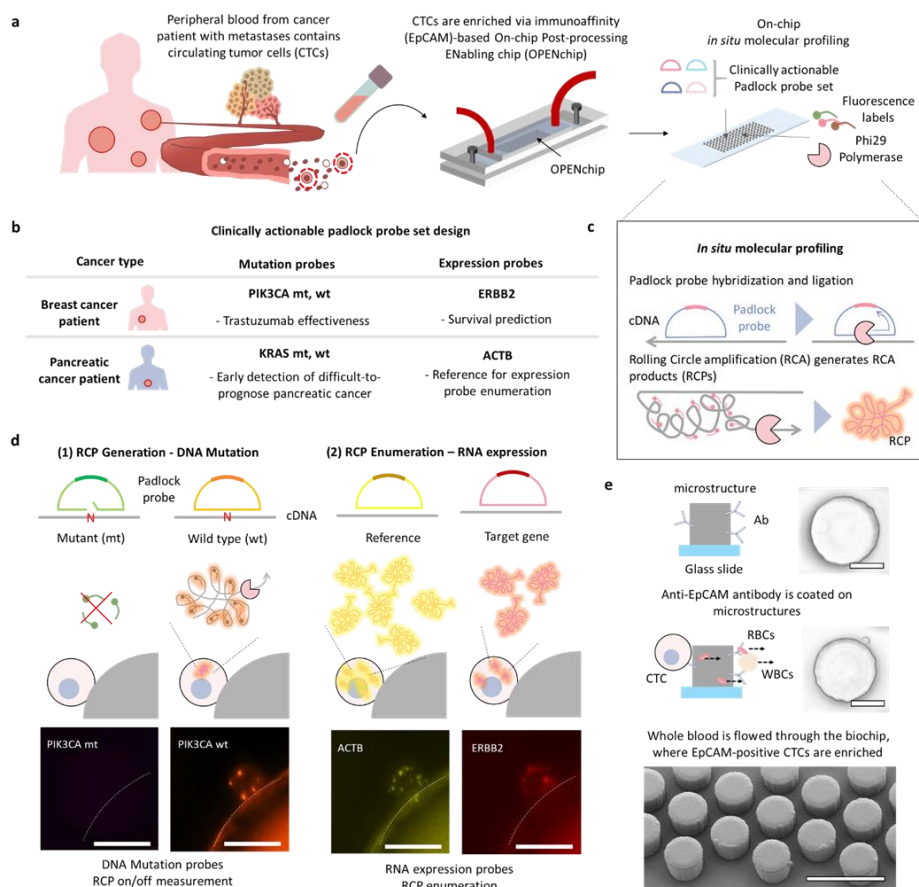 a
Peripheral blood from cancer
patient with metastases contains
circulating tumor cells (CTCs)
CTCs are enriched via immunoaffinity
(EpCAM)-based On-chip Post-processing
ENabling chip (OPENchip)
OPENchip
On-chip
in situ molecular profiling
Clinically actionable
Padlock probe set
Fluorescence
labels
Phi29
Polymerase
b
Clinically actionable padlock probe set design
Cancer type
Mutation probes
Expression probes
Breast cancer
patient
PIK3CA mt, wt
- Trastuzumab effectiveness
ERBB2
- Survival prediction
Pancreatic
cancer patient
KRAS mt, wt
- Early detection of difficult-to-
prognose pancreatic cancer
ACTB
- Reference for expression
probe enumeration
c
In situ molecular profiling
Padlock probe hybridization and ligation
cDNA
Padlock
probe
Rolling Circle amplification (RCA) generates RCA
products (RCPs)
RCP
d
(1) RCP Generation - DNA Mutation
Padlock
probe
N
N
Mutant (mt)
Wild type (wt)
cDNA
PIK3CA mt
PIK3CA wt
DNA Mutation probes
RCP on/off measurement
(2) RCP Enumeration – RNA expression
Reference
Target gene
ACTB
ERBB2
RNA expression probes
RCP enumeration
e
microstructure
Ab
Glass slide
Anti-EpCAM antibody is coated on
microstructures
RBCs
CTC
WBCs
Whole blood is flowed through the biochip,
where EpCAM-positive CTCs are enriched